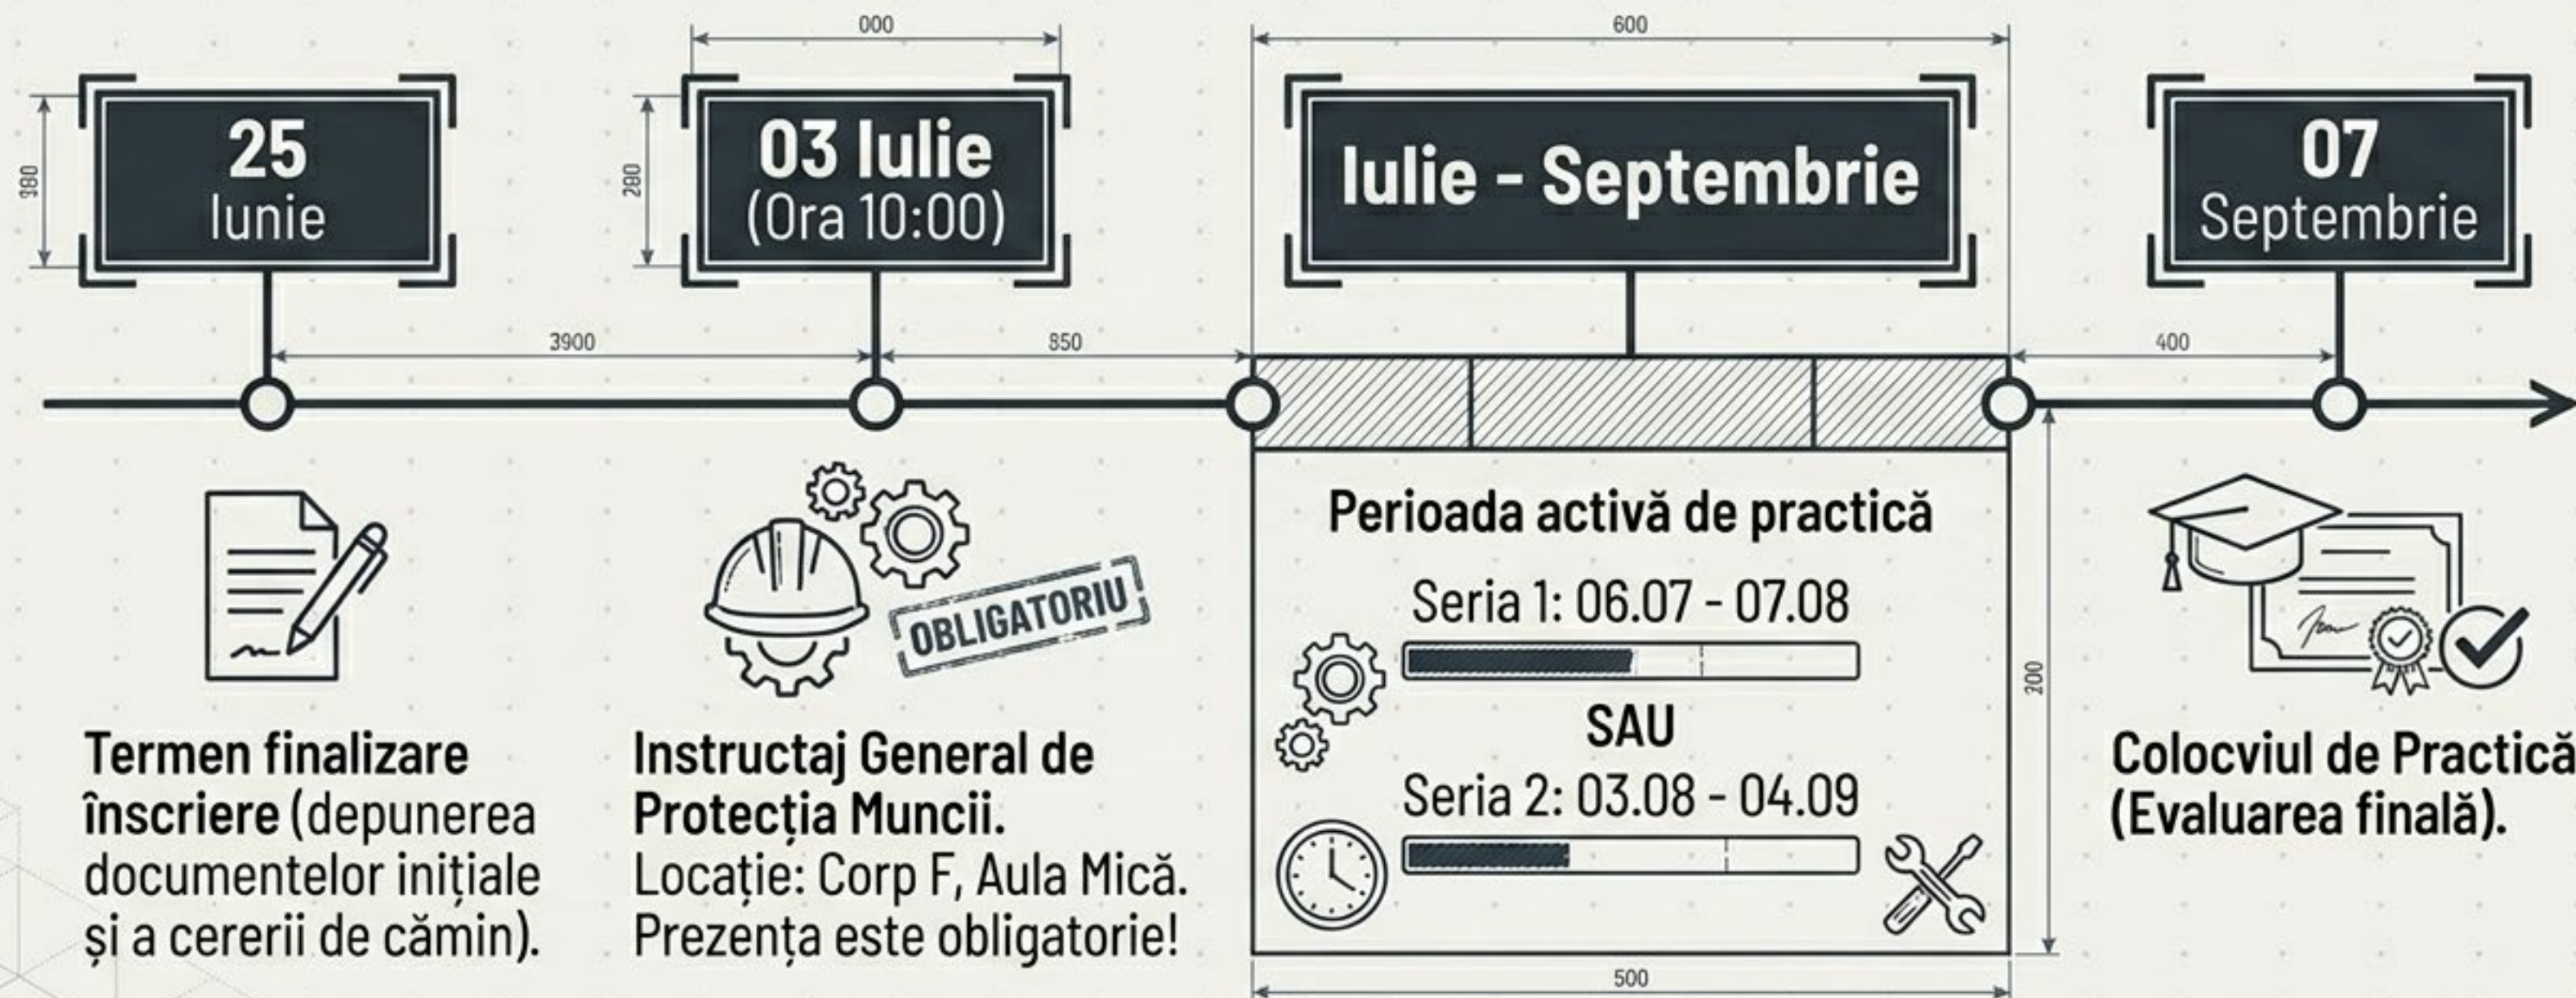 000
600
25
Iunie
03 Iulie
(Ora 10:00)
Iulie - Septembrie
07
Septembrie
280
3900
850
400
OBLIGATORIU
Termen finalizare
înscriere (depunerea
documentelor inițiale
și a cererii de cămin).
Instructaj General de
Protecția Muncii.
Locație: Corp F, Aula Mică.
Prezența este obligatorie!
Perioada activă de practică
Seria 1: 06.07 - 07.08
SAU
Seria 2: 03.08 - 04.09
500
Colocviul de Practică
(Evaluarea finală).